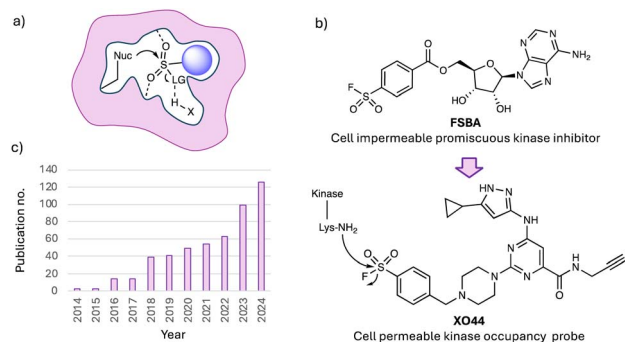 a)
Nuc
O
S
O
LG
H
X
b)
O
O
O
N
N
N
N
NH₂
F
S
O
O
HO
OH
FSBA
Cell impermeable promiscuous kinase inhibitor
c)
Publication no.
140
120
100
80
60
40
20
0
2014
2015
2016
2017
2018
2019
2020
2021
2022
2023
2024
Year
HN
N
NH
Kinase
Lys-NH₂
O
O
S
F
N
N
N
N
O
H
N
XO44
Cell permeable kinase occupancy probe